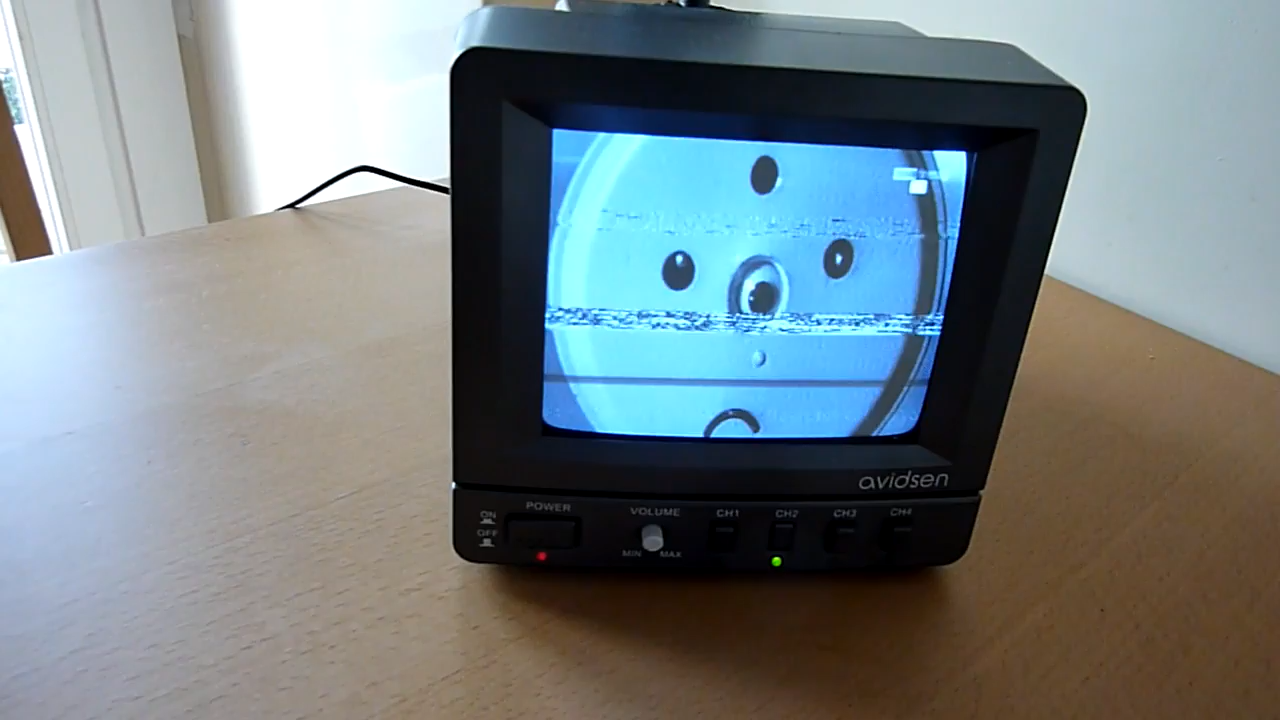 avidsen
POWER
ON
OFF
VOLUME
MIN MAX
CH1 CH2 CH3 CH4